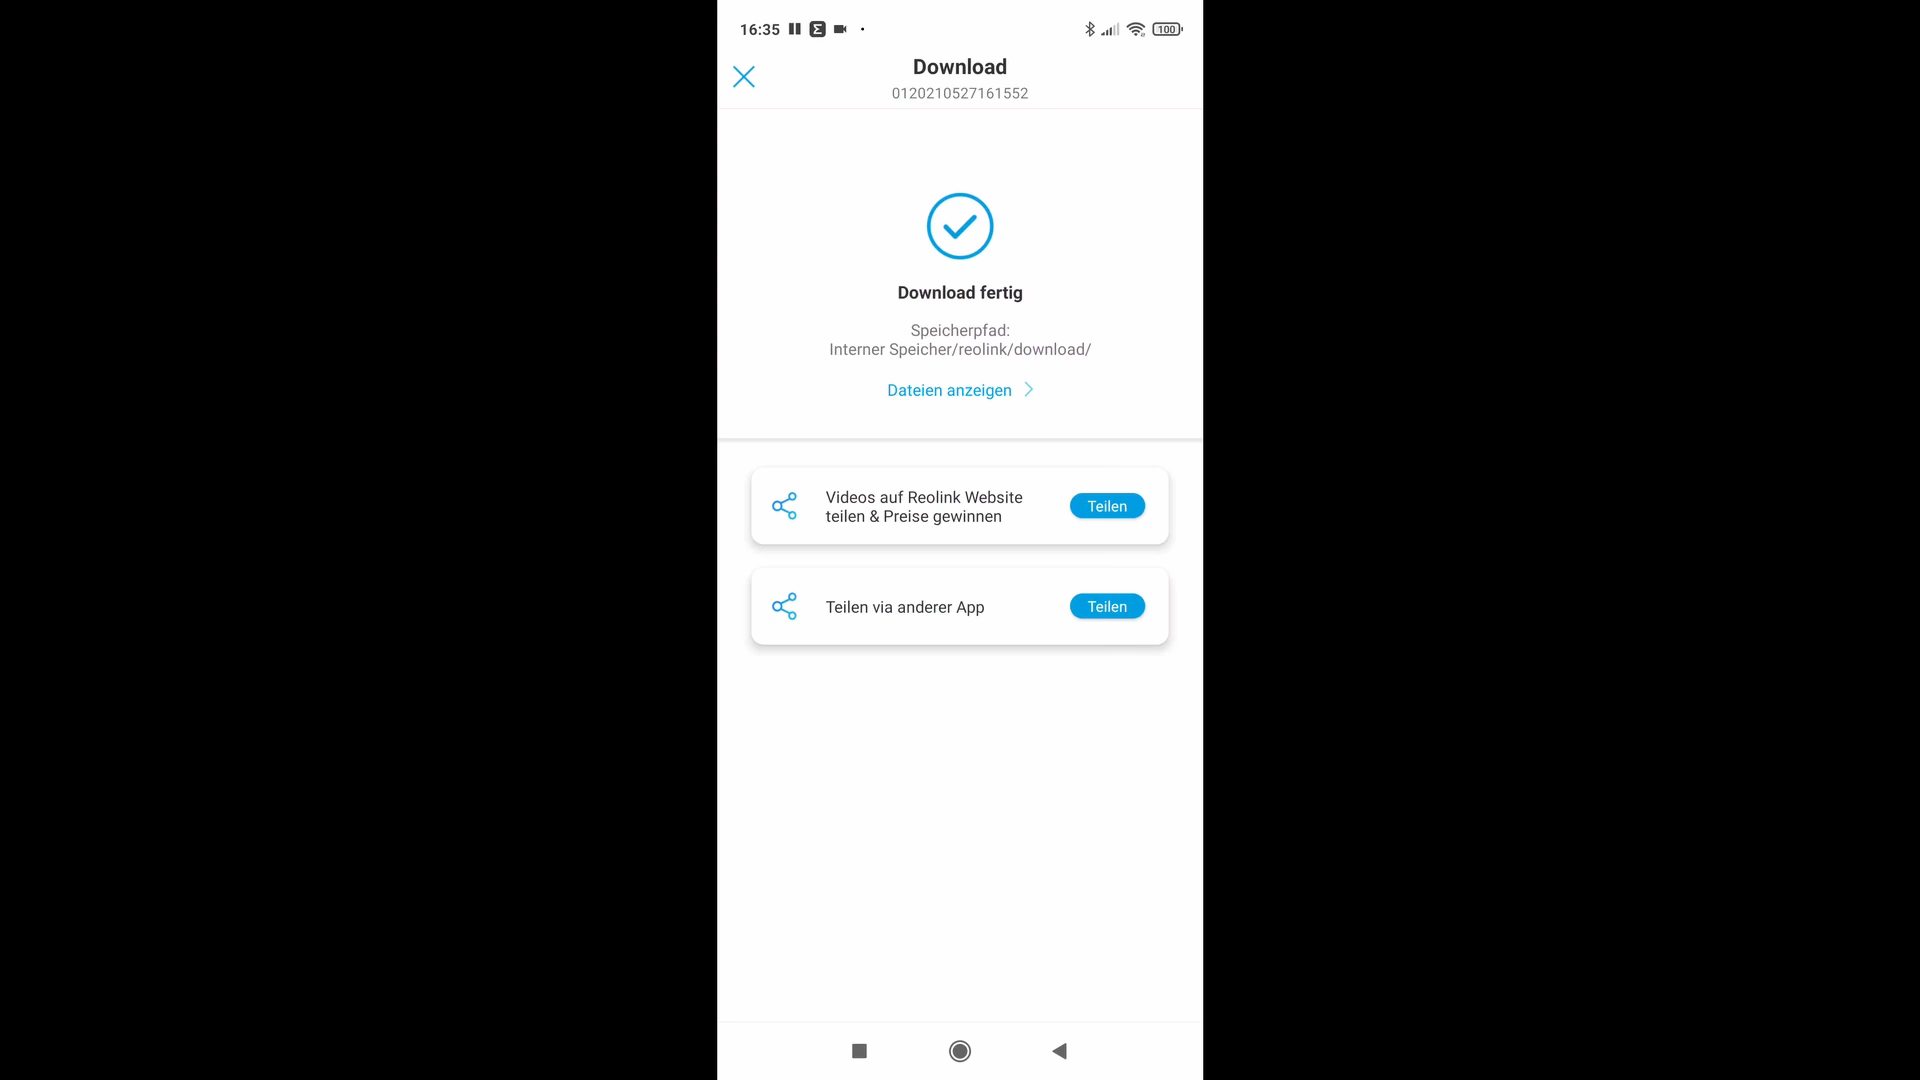 16:35
100
Download
0120210527161552
Download fertig
Speicherpfad:
Interner Speicher/reolink/download/
Dateien anzeigen
Videos auf Reolink Website
teilen & Preise gewinnen
Teilen
Teilen via anderer App
Teilen